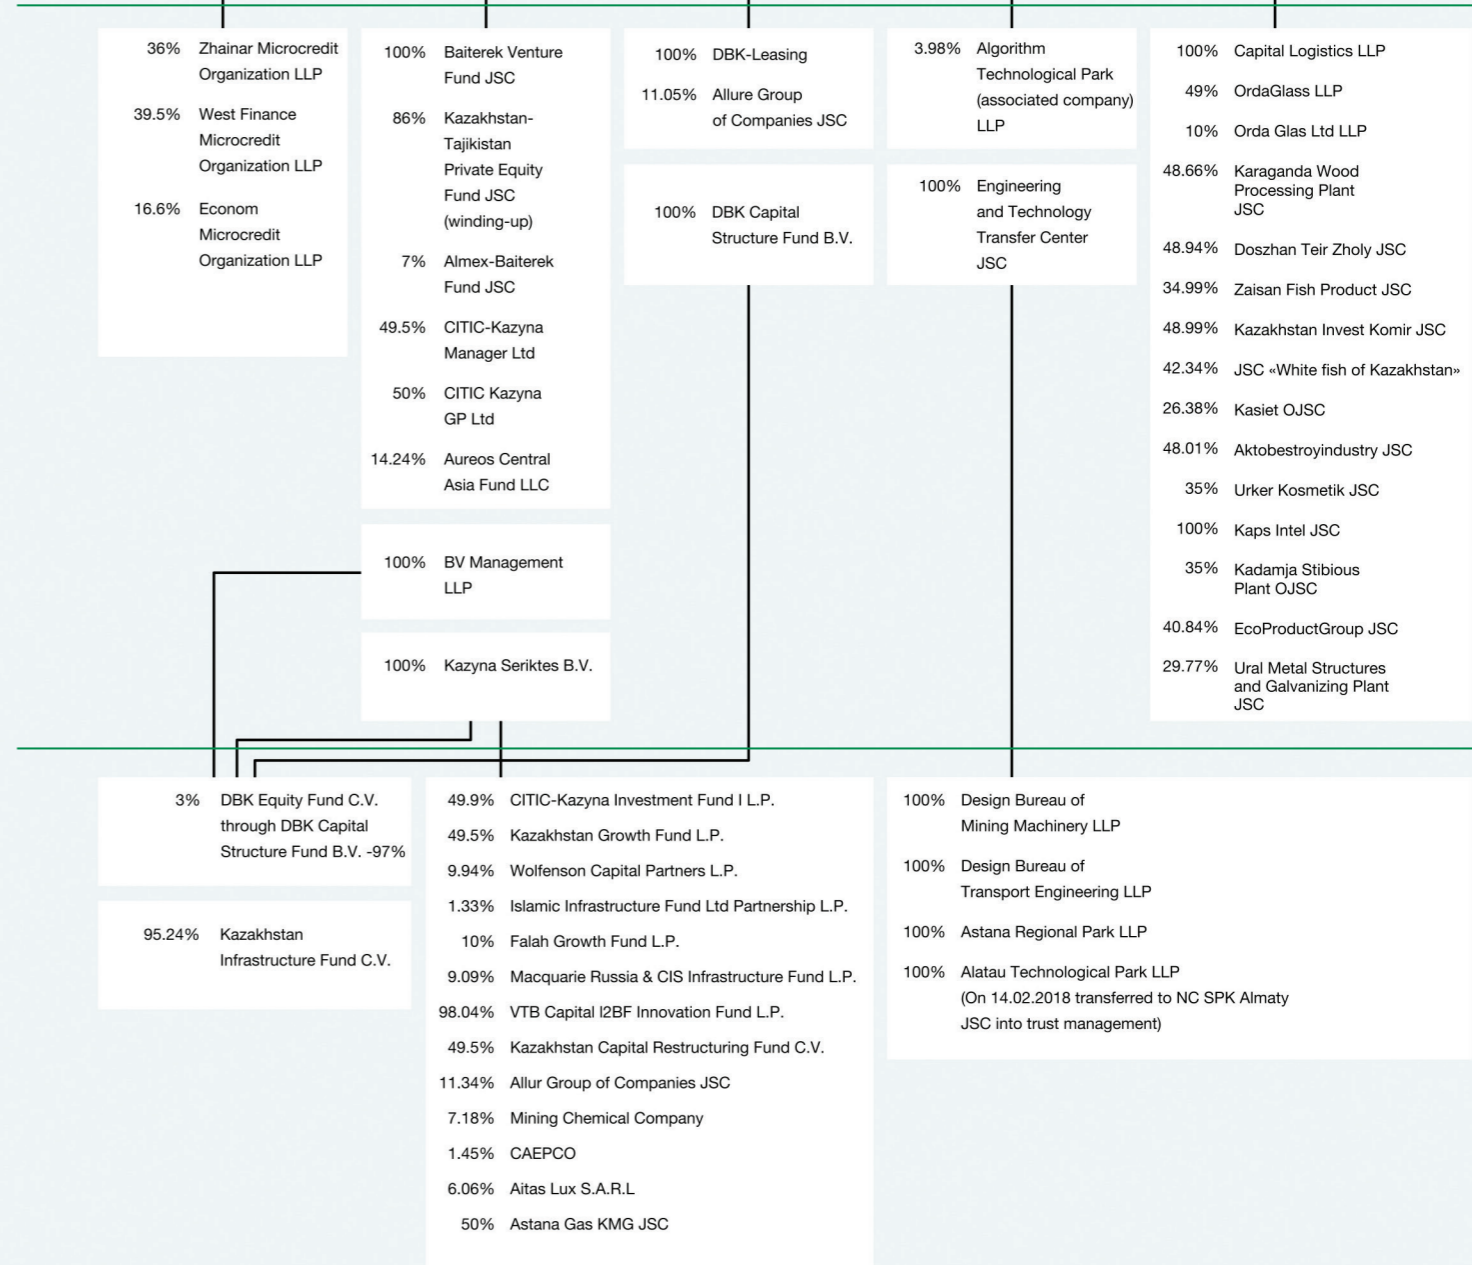 36% Zhainar Microcredit
Organization LLP
39.5% West Finance
Microcredit
Organization LLP
16.6% Econom
Microcredit
Organization LLP
100% Baiterek Venture
Fund JSC
86% Kazakhstan-
Tajikistan
Private Equity
Fund JSC
(winding-up)
7% Almex-Baiterek
Fund JSC
49.5% CITIC-Kazyna
Manager Ltd
50% CITIC Kazyna
GP Ltd
14.24% Aureos Central
Asia Fund LLC
100% BV Management
LLP
100% Kazyna Seriktes B.V.
100% DBK-Leasing
11.05% Allure Group
of Companies JSC
100% DBK Capital
Structure Fund B.V.
3.98% Algorithm
Technological Park
(associated company)
LLP
100% Engineering
and Technology
Transfer Center
JSC
100% Capital Logistics LLP
49% OrdaGlass LLP
10% Orda Glas Ltd LLP
48.66% Karaganda Wood
Processing Plant
JSC
48.94% Doszhan Teir Zholy JSC
34.99% Zaisan Fish Product JSC
48.99% Kazakhstan Invest Komir JSC
42.34% JSC «White fish of Kazakhstan»
26.38% Kasiet OJSC
48.01% Aktobestroyindustry JSC
35% Urker Kosmetik JSC
100% Kaps Intel JSC
35% Kadamja Stibious
Plant OJSC
40.84% EcoProductGroup JSC
29.77% Ural Metal Structures
and Galvanizing Plant
JSC
3% DBK Equity Fund C.V.
through DBK Capital
Structure Fund B.V. -97%
95.24% Kazakhstan
Infrastructure Fund C.V.
49.9% CITIC-Kazyna Investment Fund I L.P.
49.5% Kazakhstan Growth Fund L.P.
9.94% Wolfenson Capital Partners L.P.
1.33% Islamic Infrastructure Fund Ltd Partnership L.P.
10% Falah Growth Fund L.P.
9.09% Macquarie Russia & CIS Infrastructure Fund L.P.
98.04% VTB Capital I2BF Innovation Fund L.P.
49.5% Kazakhstan Capital Restructuring Fund C.V.
11.34% Allur Group of Companies JSC
7.18% Mining Chemical Company
1.45% CAEPCO
6.06% Aitas Lux S.A.R.L
50% Astana Gas KMG JSC
100% Design Bureau of
Mining Machinery LLP
100% Design Bureau of
Transport Engineering LLP
100% Astana Regional Park LLP
100% Alatau Technological Park LLP
(On 14.02.2018 transferred to NC SPK Almaty
JSC into trust management)